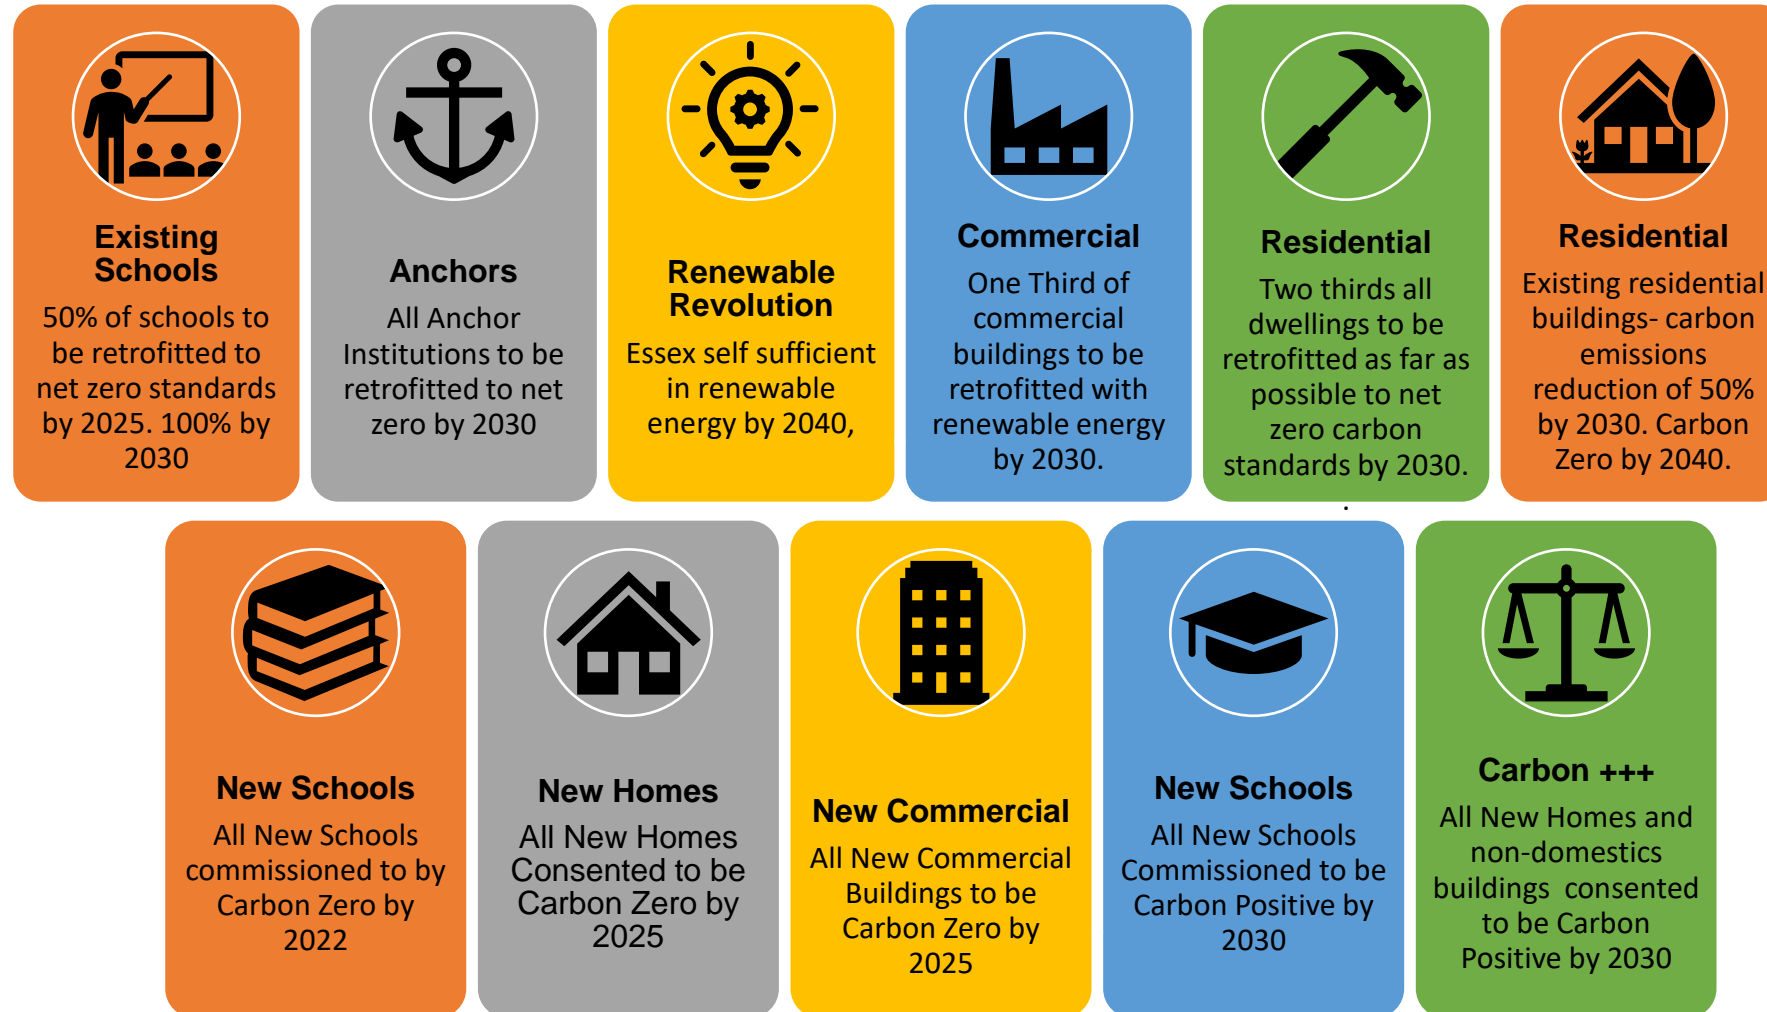 Existing
Schools
50% of schools to
be retrofitted to
net zero standards
by 2025. 100% by
2030
Anchors
All Anchor
Institutions to be
retrofitted to net
zero by 2030
Renewable
Revolution
Essex self sufficient
in renewable
energy by 2040,
Commercial
One Third of
commercial
buildings to be
retrofitted with
renewable energy
by 2030.
Residential
Two thirds all
dwellings to be
retrofitted as far as
possible to net
zero carbon
standards by 2030.
.
Residential
Existing residential
buildings- carbon
emissions
reduction of 50%
by 2030. Carbon
Zero by 2040.
New Schools
All New Schools
commissioned to by
Carbon Zero by
2022
New Homes
All New Homes
Consented to be
Carbon Zero by
2025
New Commercial
All New Commercial
Buildings to be
Carbon Zero by
2025
New Schools
All New Schools
Commissioned to be
Carbon Positive by
2030
Carbon +++
All New Homes and
non-domestics
buildings  consented
to be Carbon
Positive by 2030